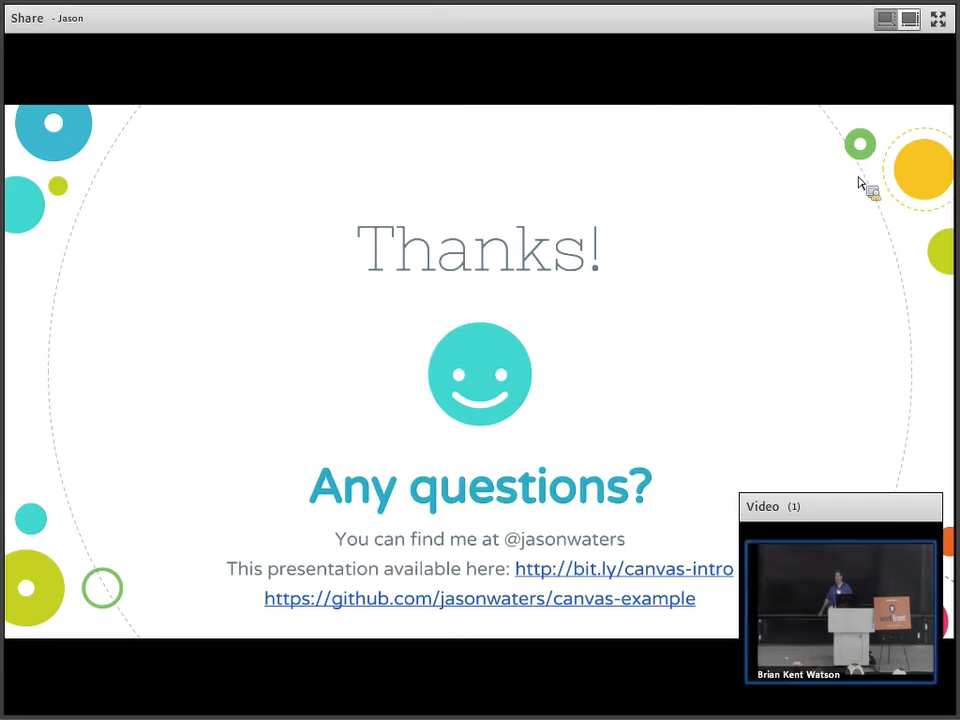 Share - Jason
Thanks!
Any questions?
You can find me at @jasonwaters
This presentation available here: http://bit.ly/canvas-intro
https://github.com/jasonwaters/canvas-example
Video (1)
front
Brian Kent Watson